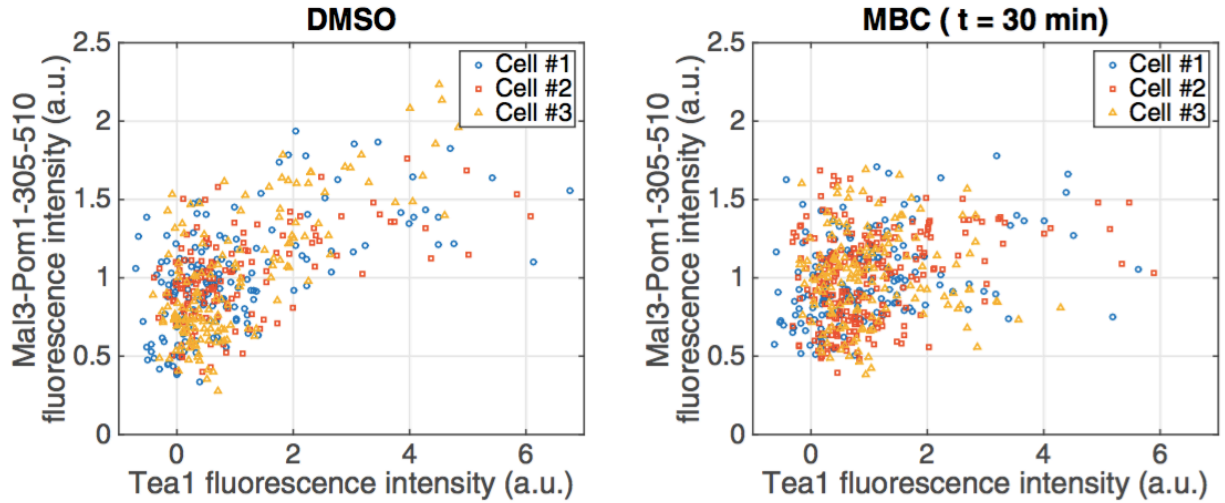 DMSO
2.5
2
1.5
1
0.5
0
0
2
4
6
Mal3-Pom1-305-510
fluorescence intensity (a.u.)
Tea1 fluorescence intensity (a.u.)
Cell #1
Cell #2
Cell #3
MBC ( t = 30 min)
2.5
2
1.5
1
0.5
0
0
2
4
6
Mal3-Pom1-305-510
fluorescence intensity (a.u.)
Tea1 fluorescence intensity (a.u.)
Cell #1
Cell #2
Cell #3